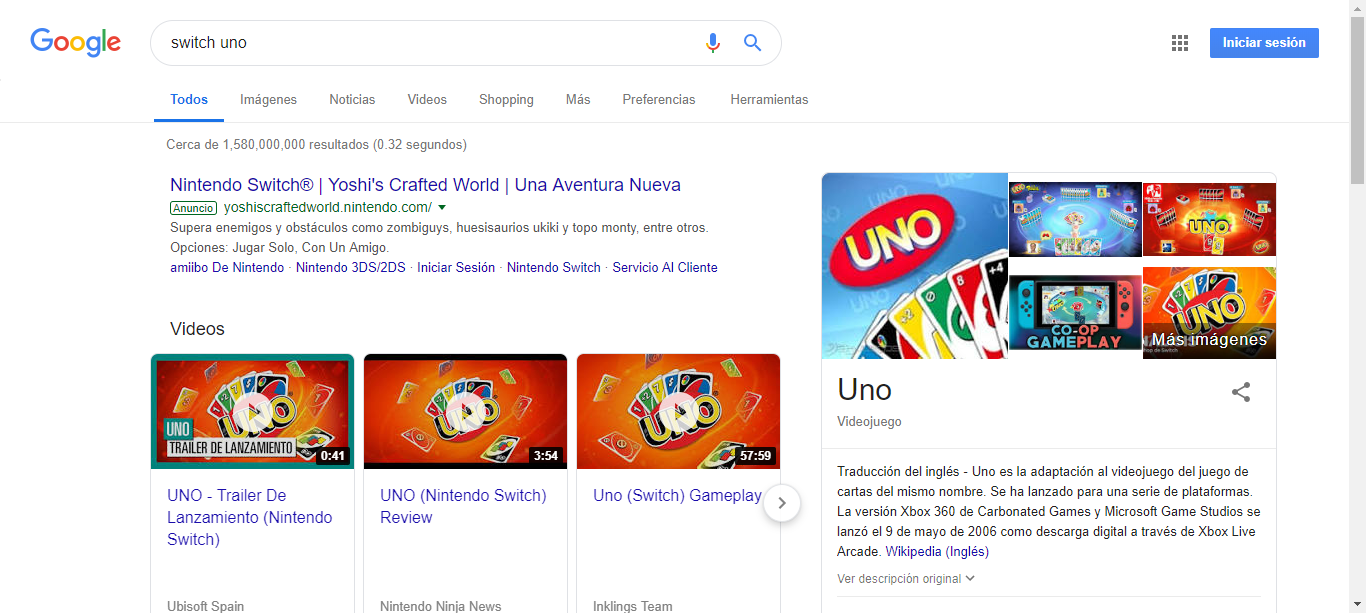 Google
switch uno
Iniciar sesión
Todos
Imágenes
Noticias
Videos
Shopping
Más
Preferencias
Herramientas
Cerca de 1,580,000,000 resultados (0.32 segundos)
Nintendo Switch® | Yoshi's Crafted World | Una Aventura Nueva
Anuncio yoshiscraftedworld.nintendo.com/
Supera enemigos y obstáculos como zombiguys, huesisaurios ukiki y topo monty, entre otros.
Opciones: Jugar Solo, Con Un Amigo.
amiibo De Nintendo · Nintendo 3DS/2DS · Iniciar Sesión · Nintendo Switch · Servicio Al Cliente
Videos
UNO
UNO
TRAILER DE LANZAMIENTO
0:41
UNO
3:54
UNO
57:59
UNO - Trailer De
Lanzamiento (Nintendo
Switch)
UNO (Nintendo Switch)
Review
Uno (Switch) Gameplay
Ubisoft Spain
Nintendo Ninja News
Inklings Team
UNO
+4
UNO
CO-OP
GAMEPLAY
UNO
Más imágenes
Uno
Videojuego
Traducción del inglés - Uno es la adaptación al videojuego del juego de
cartas del mismo nombre. Se ha lanzado para una serie de plataformas.
La versión Xbox 360 de Carbonated Games y Microsoft Game Studios se
lanzó el 9 de mayo de 2006 como descarga digital a través de Xbox Live
Arcade. Wikipedia (Inglés)
Ver descripción original